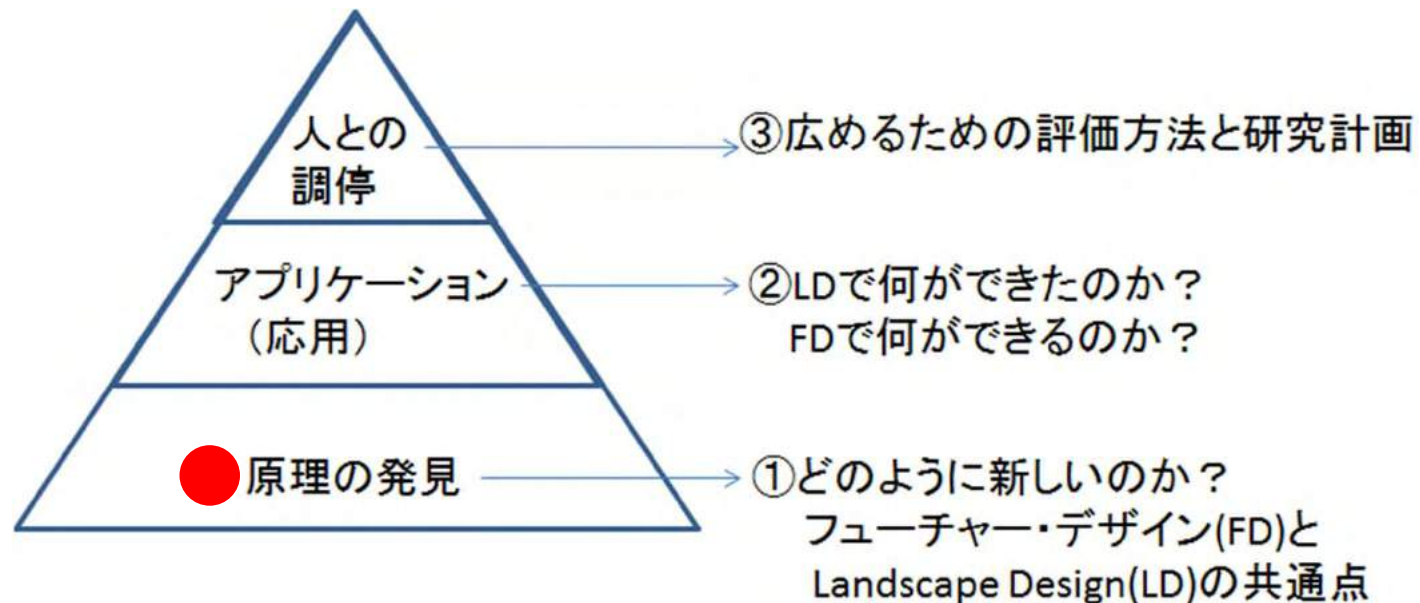 人との
調停
③広めるための評価方法と研究計画
アプリケーション
（応用）
②LDで何ができたのか？
FDで何ができるのか？
原理の発見
①どのように新しいのか？
フューチャー・デザイン(FD)と
Landscape Design(LD)の共通点